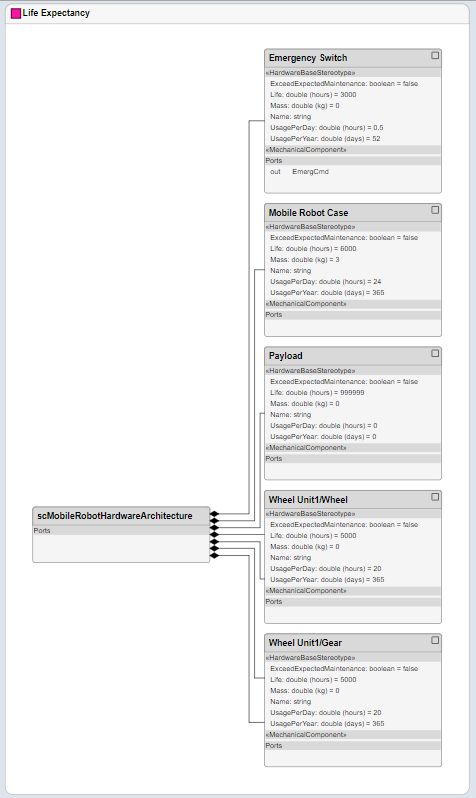 Life Expectancy
Emergency Switch
«HardwareBaseStereotype»
ExceedExpectedMaintenance: boolean = false
Life: double (hours) = 3000
Mass: double (kg) = 0
Name: string
UsagePerDay: double (hours) = 0.5
UsagePerYear: double (days) = 52
«MechanicalComponent»
Ports
out EmergCmd
Mobile Robot Case
«HardwareBaseStereotype»
ExceedExpectedMaintenance: boolean = false
Life: double (hours) = 6000
Mass: double (kg) = 3
Name: string
UsagePerDay: double (hours) = 24
UsagePerYear: double (days) = 365
«MechanicalComponent»
Ports
Payload
«HardwareBaseStereotype»
ExceedExpectedMaintenance: boolean = false
Life: double (hours) = 999999
Mass: double (kg) = 0
Name: string
UsagePerDay: double (hours) = 0
UsagePerYear: double (days) = 0
«MechanicalComponent»
Ports
scMobileRobotHardwareArchitecture
Ports
Wheel Unit1/Wheel
«HardwareBaseStereotype»
ExceedExpectedMaintenance: boolean = false
Life: double (hours) = 5000
Mass: double (kg) = 0
Name: string
UsagePerDay: double (hours) = 20
UsagePerYear: double (days) = 365
«MechanicalComponent»
Ports
Wheel Unit1/Gear
«HardwareBaseStereotype»
ExceedExpectedMaintenance: boolean = false
Life: double (hours) = 5000
Mass: double (kg) = 0
Name: string
UsagePerDay: double (hours) = 20
UsagePerYear: double (days) = 365
«MechanicalComponent»
Ports